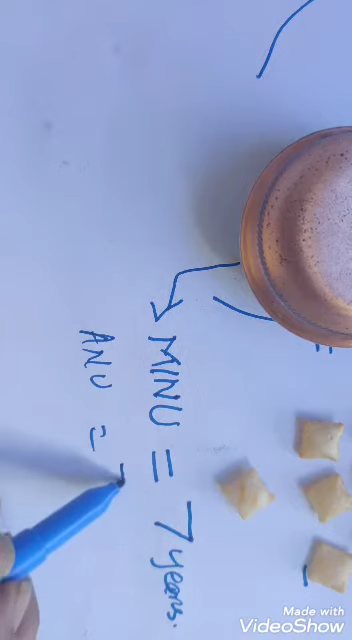 MINU = 7 years.
ANU =
Made with
VideoShow